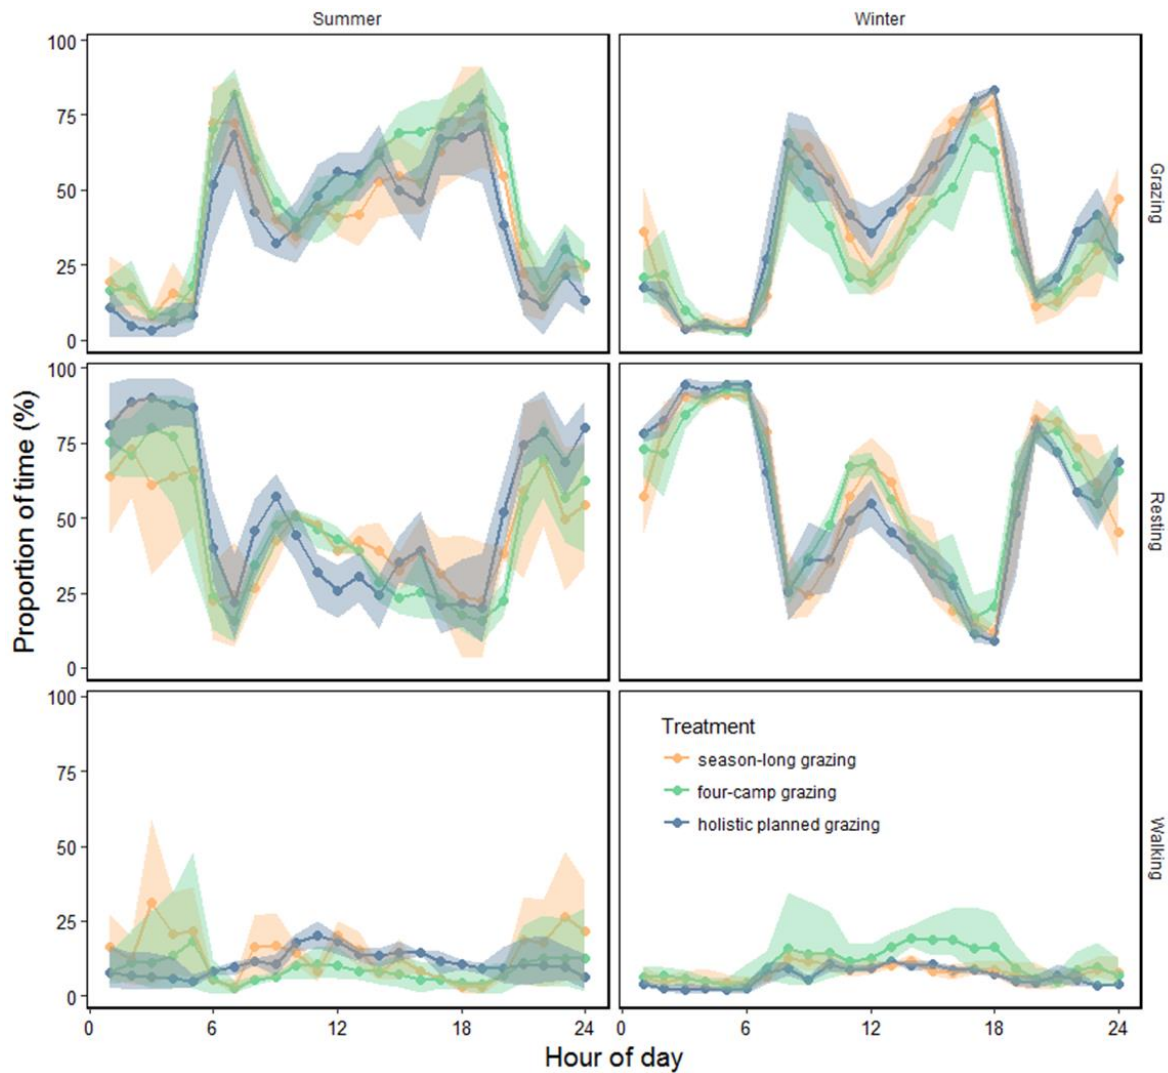 Summer
Winter
100
75
50
25
0
Grazing
100
75
50
25
0
Resting
100
75
50
25
0
Walking
Treatment
season-long grazing
four-camp grazing
holistic planned grazing
0 6 12 18 24
0 6 12 18 24
Hour of day
Proportion of time (%)